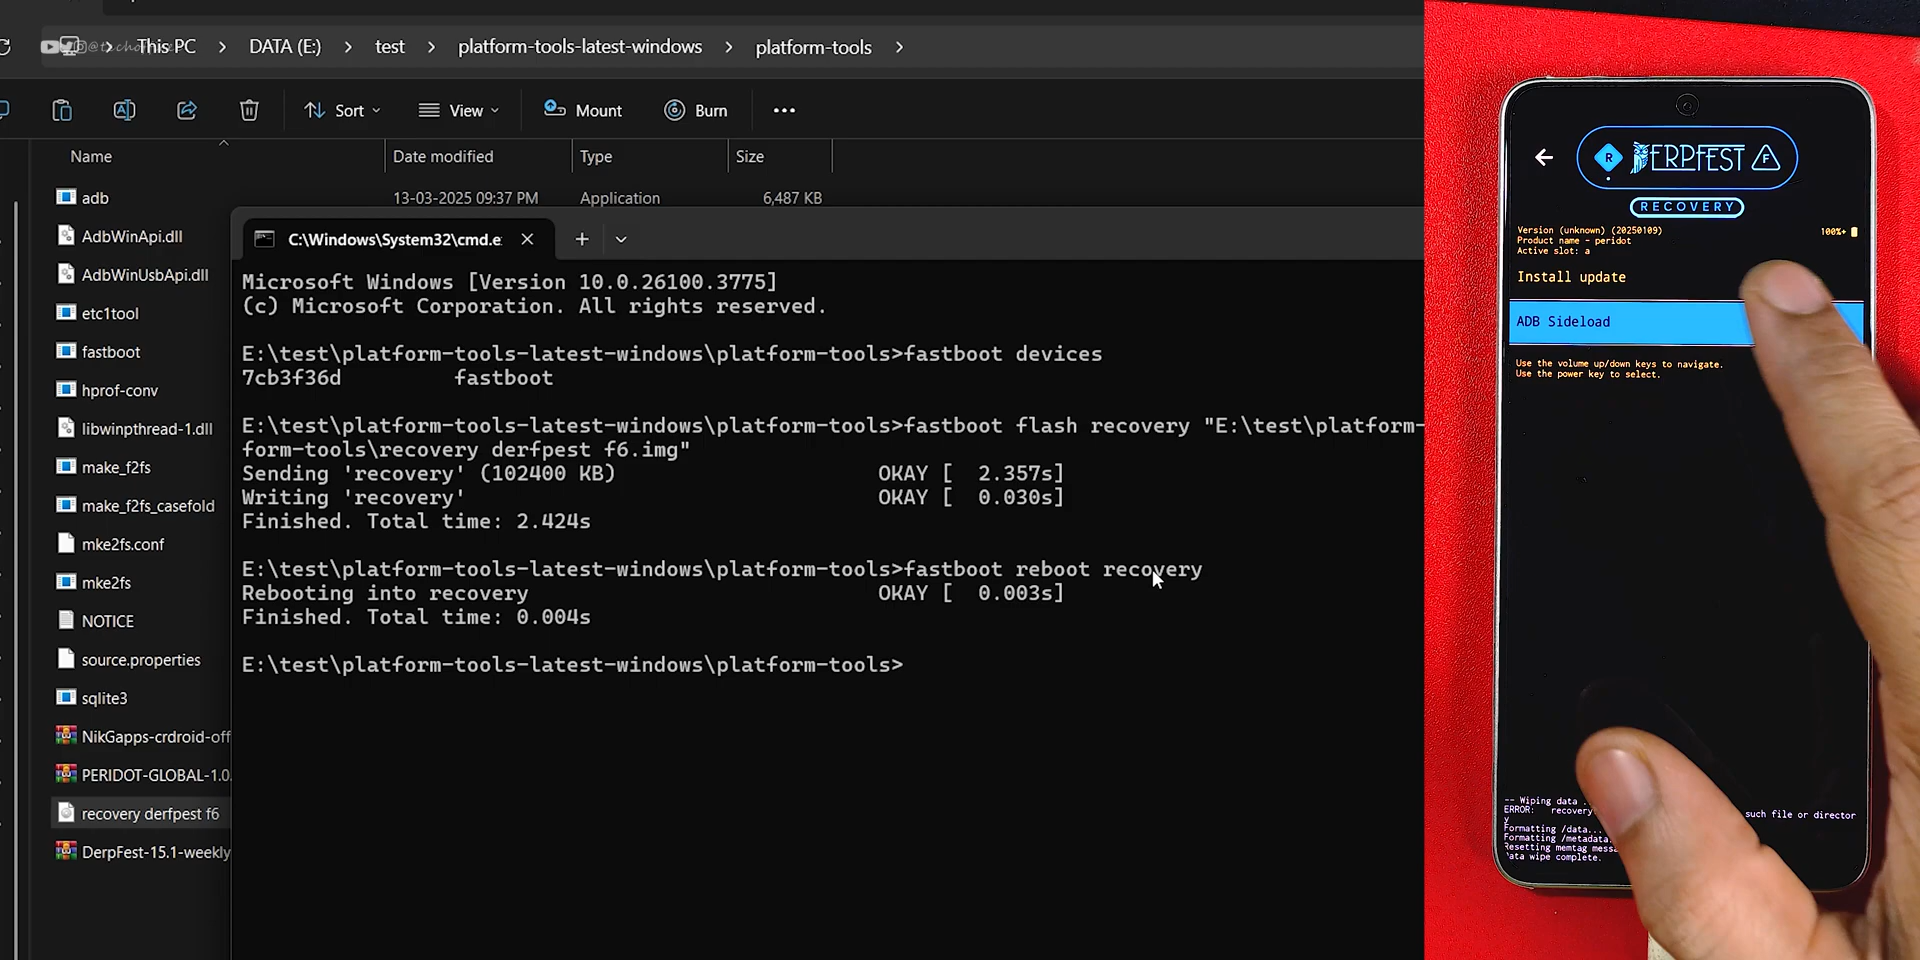 This PC > DATA (E:) > test > platform-tools-latest-windows > platform-tools >
Sort View Mount Burn
Name Date modified Type Size
adb 13-03-2025 09:37 PM Application 6,487 KB
AdbWinApi.dll
AdbWinUsbApi.dll
etc1tool
fastboot
hprof-conv
libwinpthread-1.dll
make_f2fs
make_f2fs_casefold
mke2fs.conf
mke2fs
NOTICE
source.properties
sqlite3
NikGapps-crdroid-off
PERIDOT-GLOBAL-1.0.
recovery derfpest f6
DerpFest-15.1-weekly
C:\Windows\System32\cmd.e
Microsoft Windows [Version 10.0.26100.3775]
(c) Microsoft Corporation. All rights reserved.
E:\test\platform-tools-latest-windows\platform-tools>fastboot devices
7cb3f36d fastboot
E:\test\platform-tools-latest-windows\platform-tools>fastboot flash recovery "E:\test\platform-
form-tools\recovery derfpest f6.img"
Sending 'recovery' (102400 KB) OKAY [ 2.357s]
Writing 'recovery' OKAY [ 0.030s]
Finished. Total time: 2.424s
E:\test\platform-tools-latest-windows\platform-tools>fastboot reboot recovery
Rebooting into recovery OKAY [ 0.003s]
Finished. Total time: 0.004s
E:\test\platform-tools-latest-windows\platform-tools>
R DERPFEST F
RECOVERY
Version (unknown) (20250109)
100%+
Product name - peridot
Active slot: a
Install update
ADB Sideload
Use the volume up/down keys to navigate.
Use the power key to select.
-- Wiping data
ERROR: recovery such file or director
y
Formatting /data...
Formatting /metadata
Resetting memtag mess
Data wipe complete.